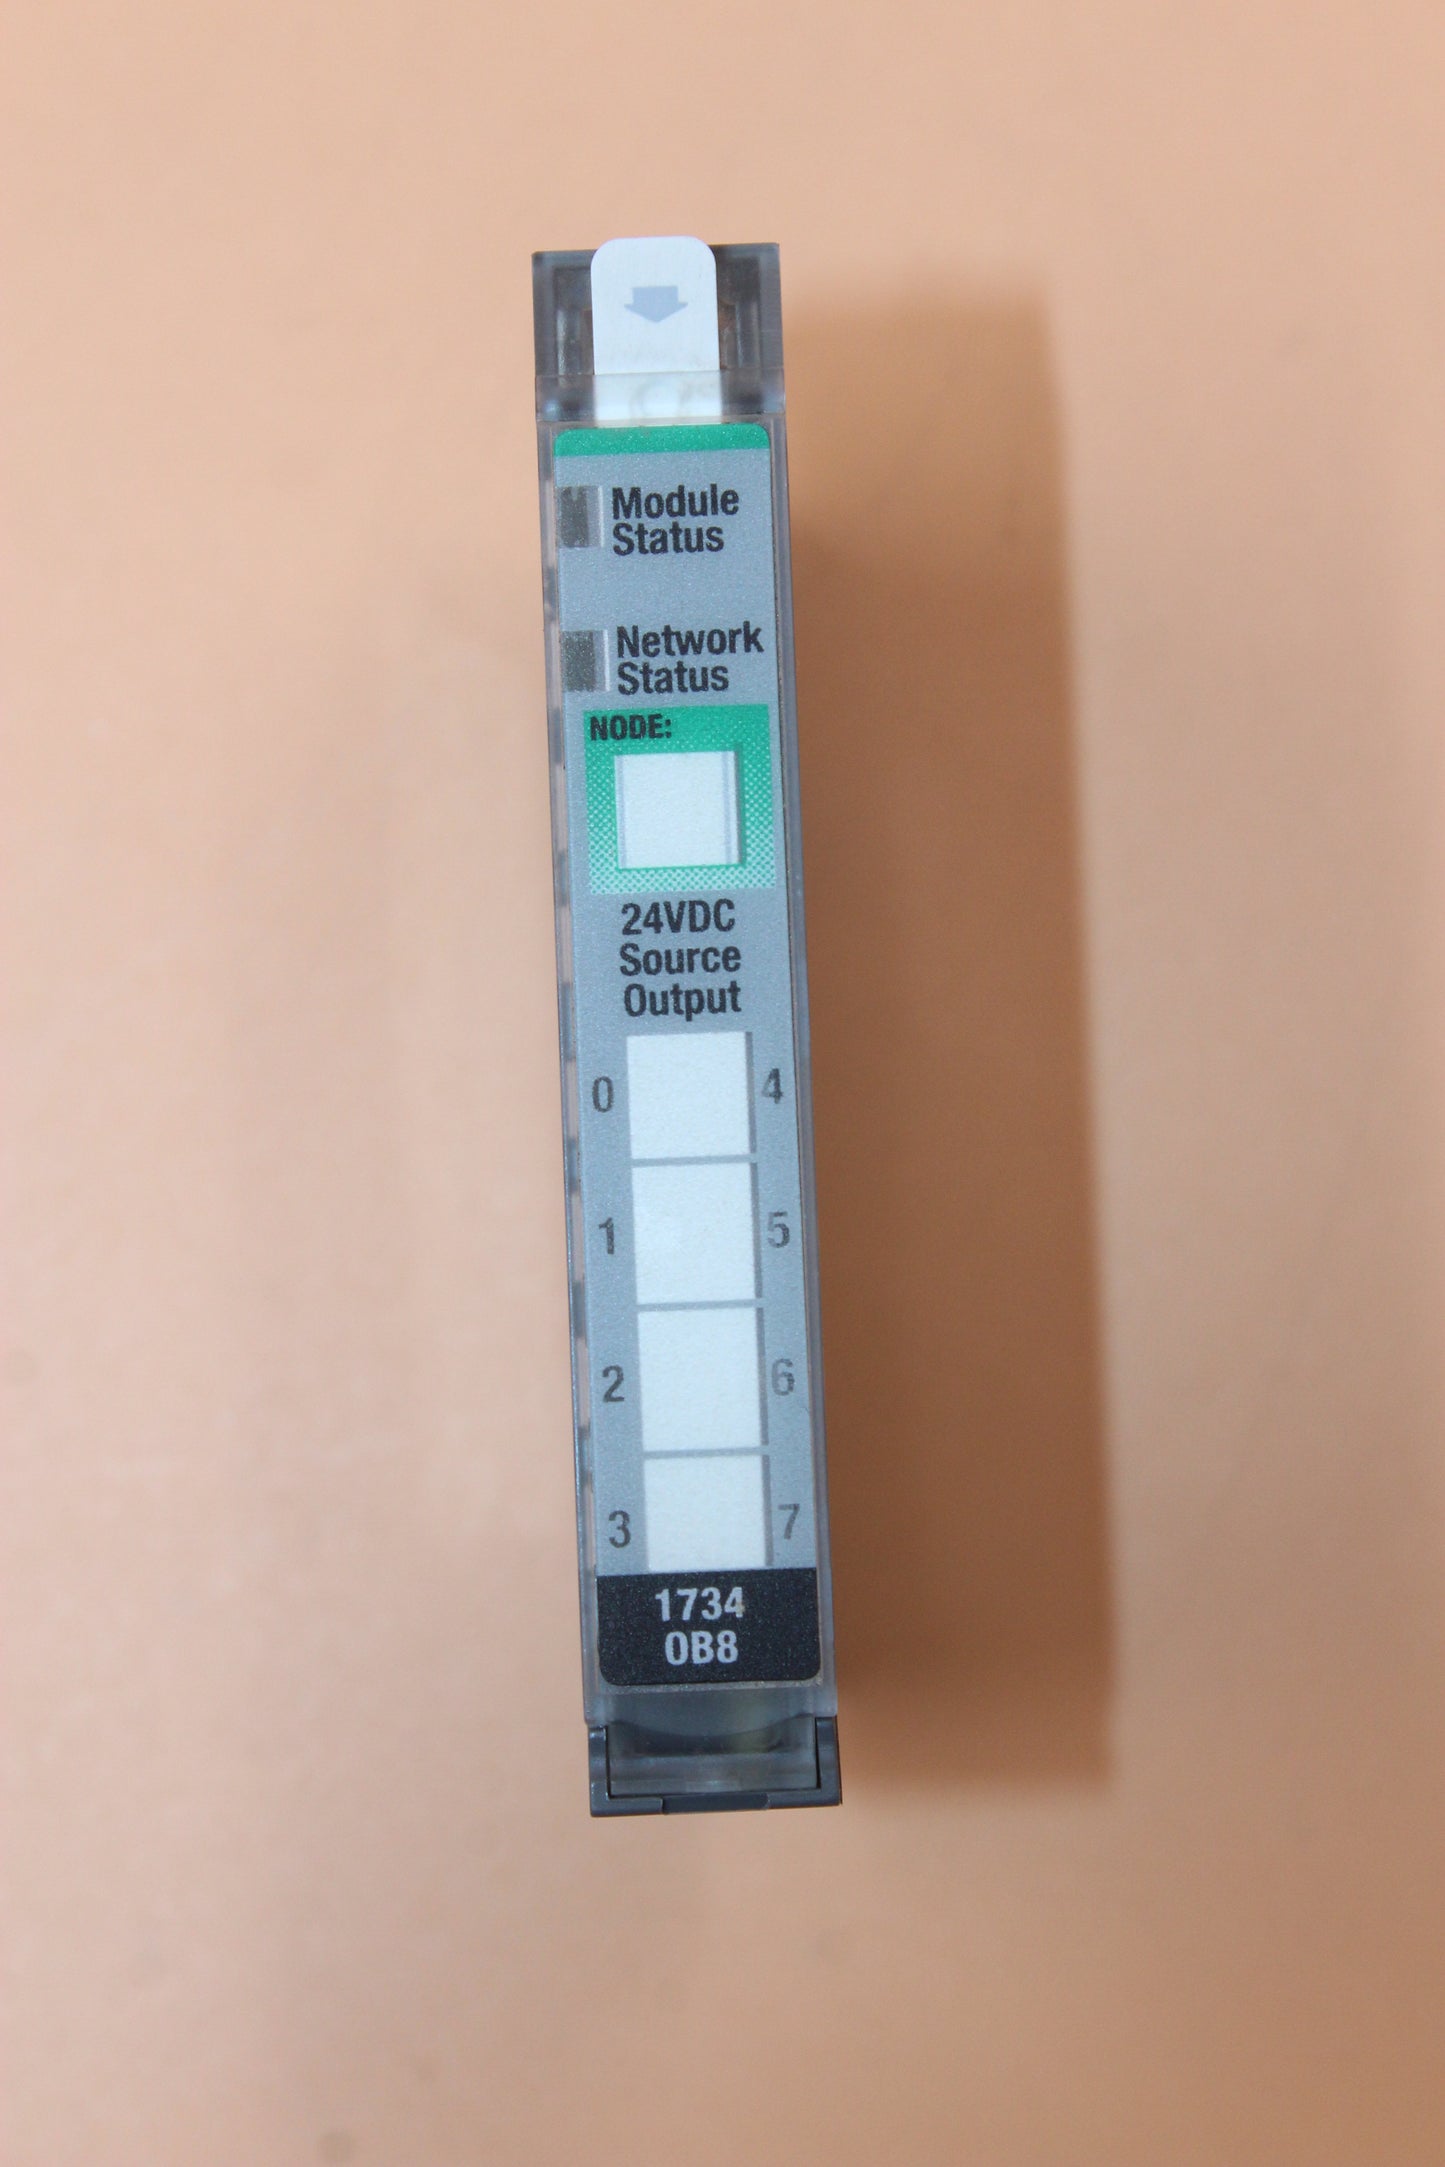 Module
Status
Network
Status
NODE:
24VDC
Source
Output
0 4
1 5
2 6
3 7
1734
OB8